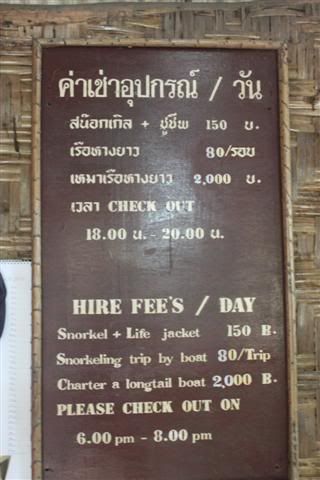 ค่าเช่าอุปกรณ์ / วัน
สน๊อกเกิล + ชูชีพ 150 บ.
เรือหางยาว 80/รอบ
เหมาเรือหางยาว 2,000 บ.
เวลา CHECK OUT
18.00 น. - 20.00 น.
HIRE FEE'S / DAY
Snorkel + Life jacket 150 B.
Snorkeling trip by boat 80/Trip
Charter a longtail boat 2,000 B.
PLEASE CHECK OUT ON
6.00 pm - 8.00 pm